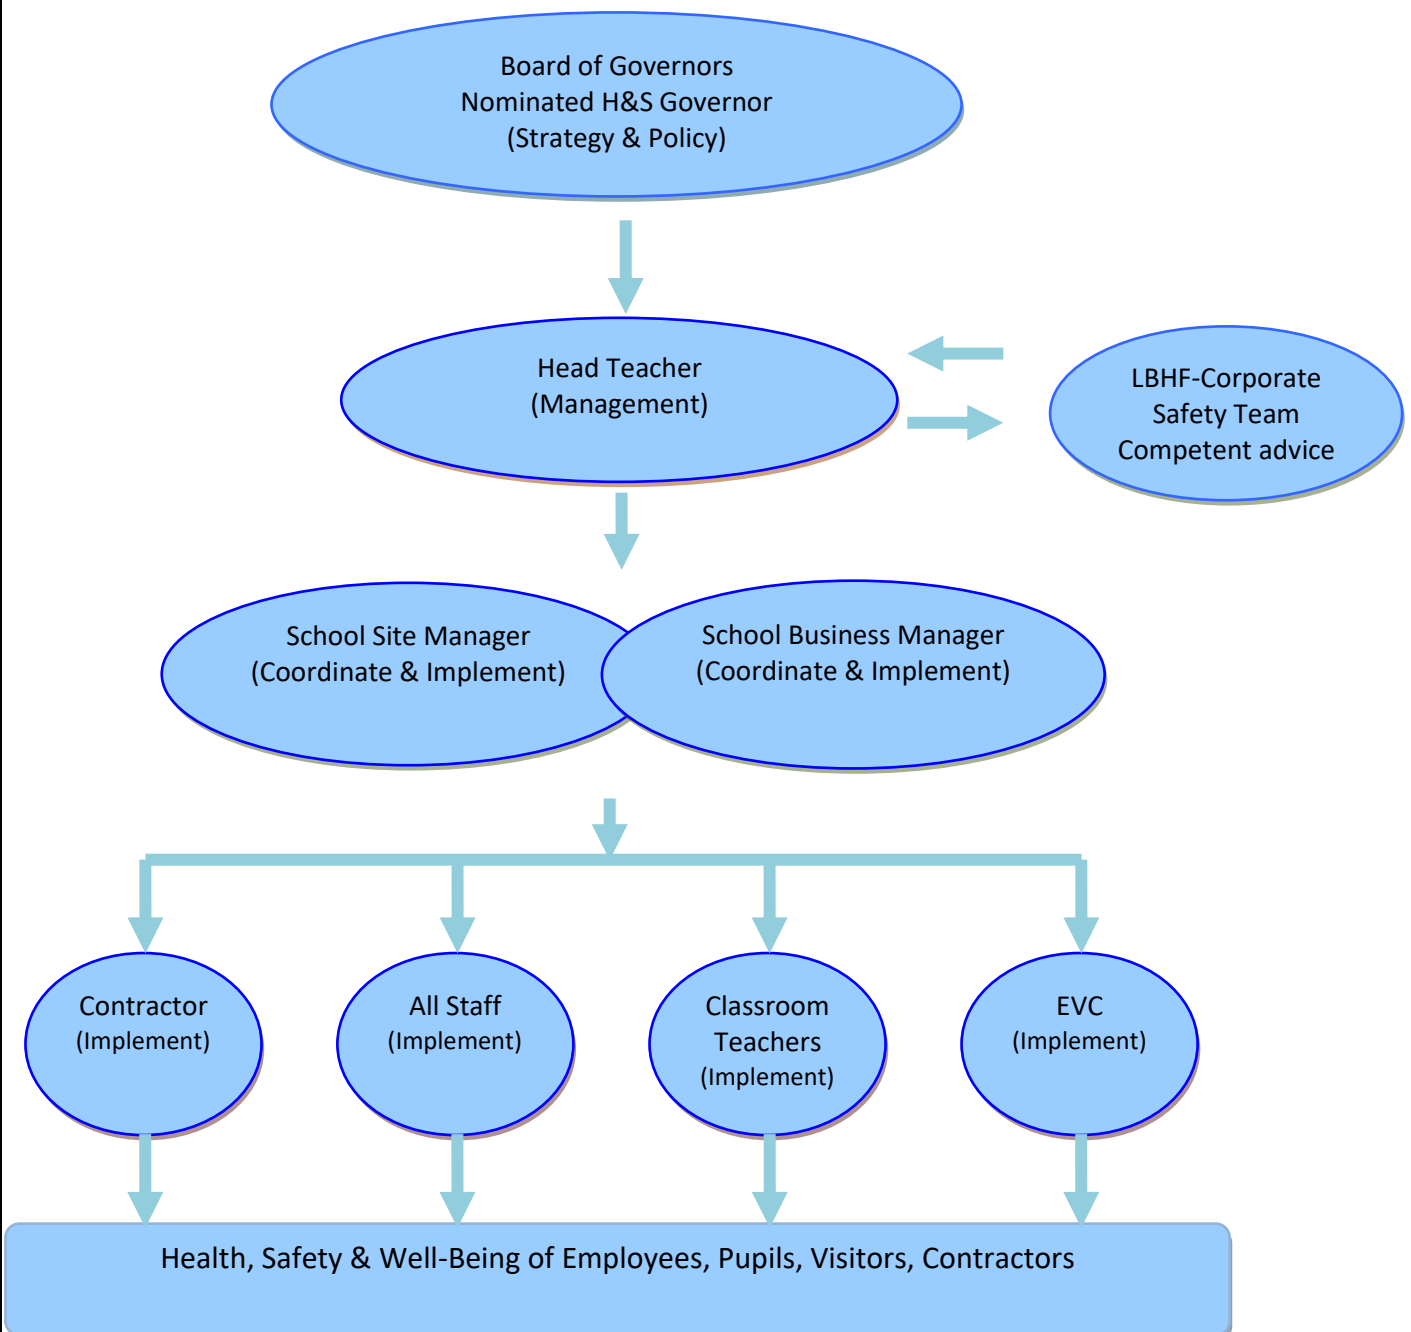 Board of Governors
Nominated H&S Governor
(Strategy & Policy)
Head Teacher
(Management)
LBHF-Corporate
Safety Team
Competent advice
School Site Manager
(Coordinate & Implement)
School Business Manager
(Coordinate & Implement)
Contractor
(Implement)
All Staff
(Implement)
Classroom
Teachers
(Implement)
EVC
(Implement)
Health, Safety & Well-Being of Employees, Pupils, Visitors, Contractors